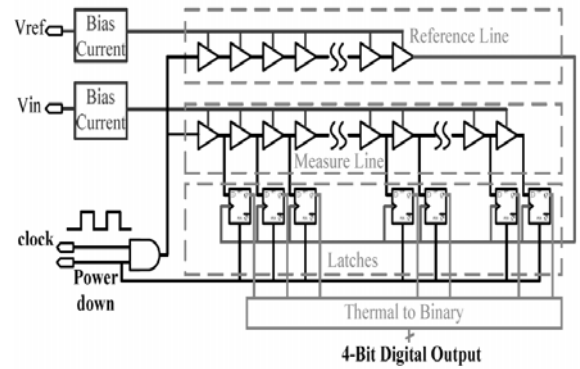 Vref
Bias
Current
Reference Line
Vin
Bias
Current
Measure Line
clock
Power
down
Latches
Thermal to Binary
4-Bit Digital Output